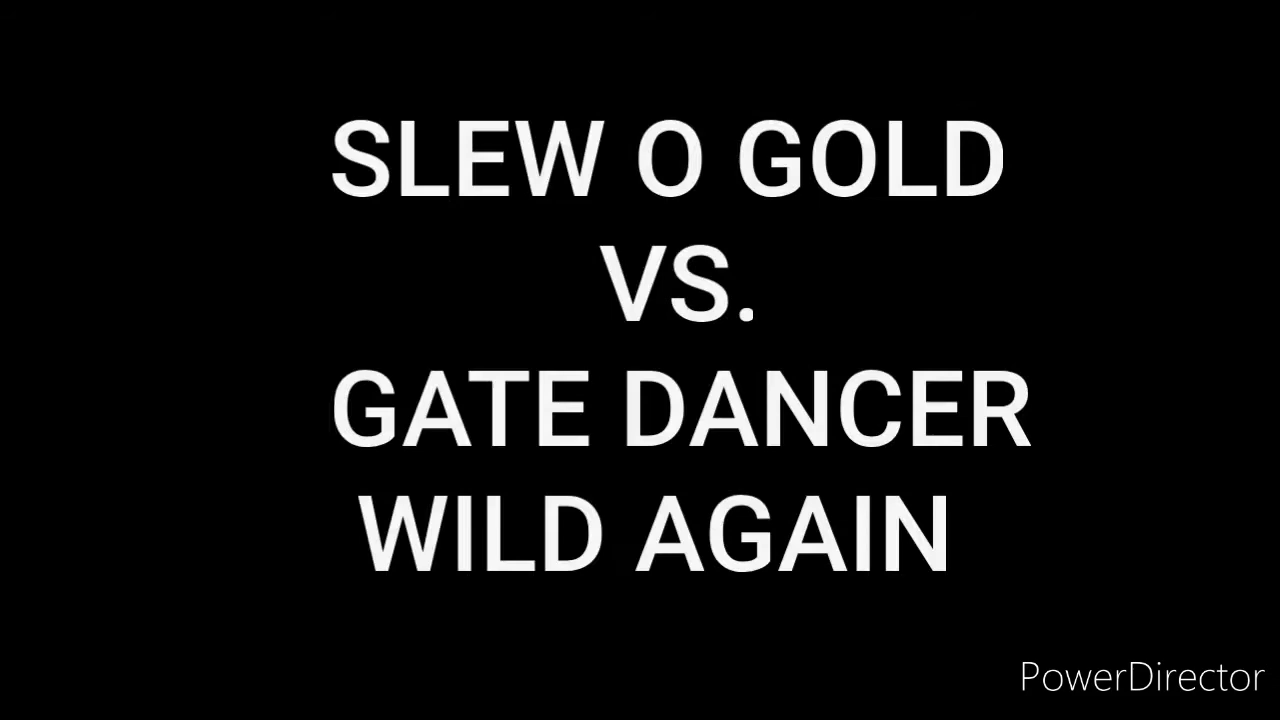 SLEW O GOLD
VS.
GATE DANCER
WILD AGAIN
PowerDirector